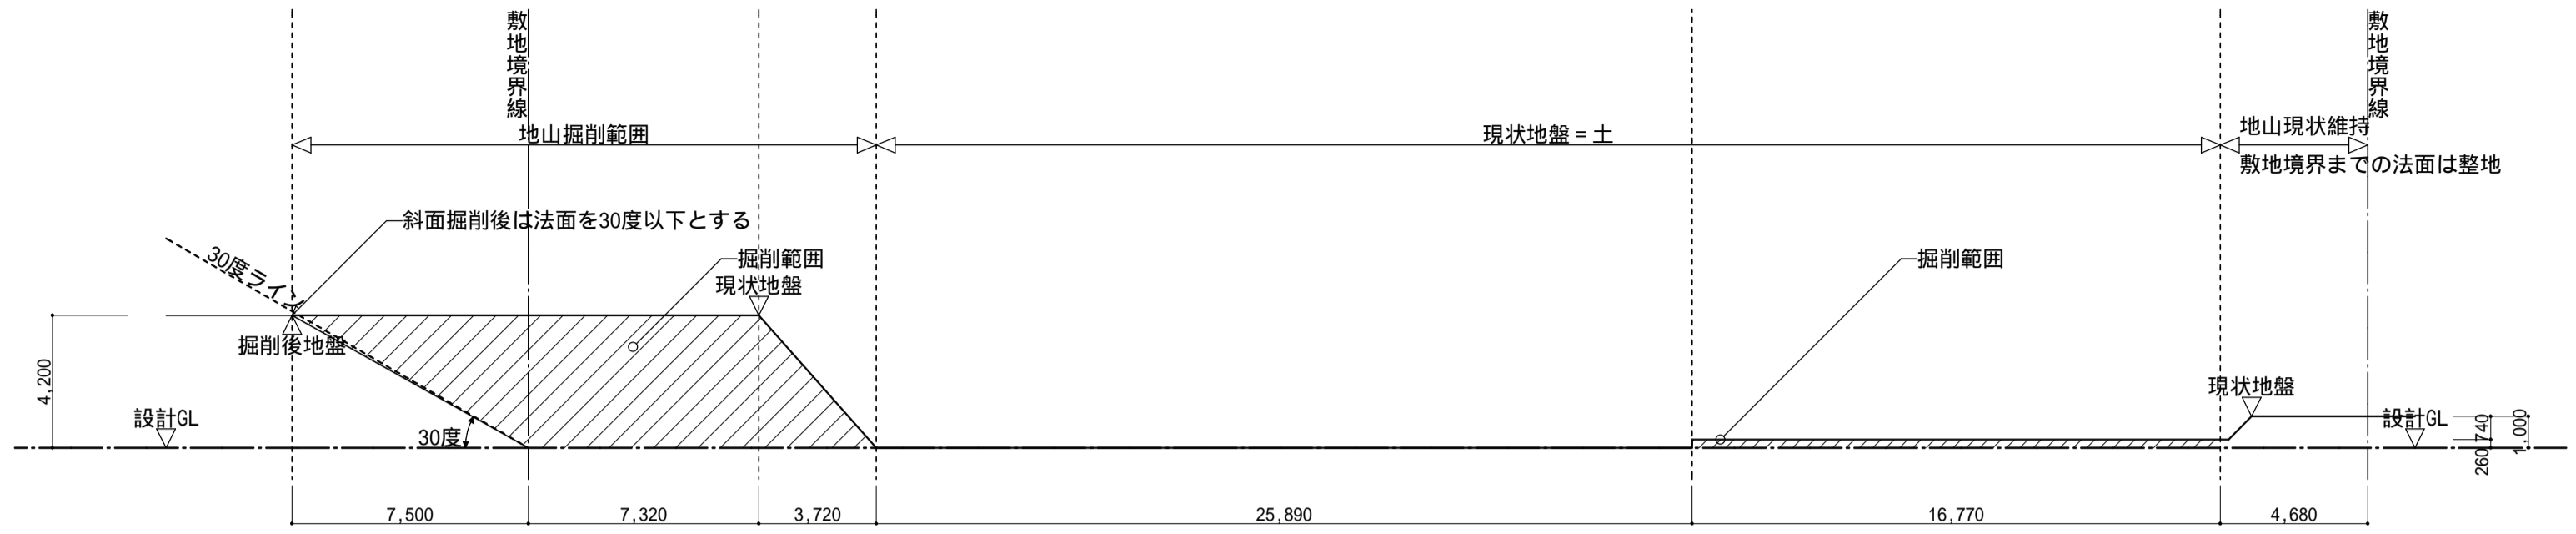 敷地境界線
敷地境界線
地山掘削範囲
現状地盤 = 土
地山現状維持
敷地境界までの法面は整地
斜面掘削後は法面を30度以下とする
30度ライン
掘削範囲
掘削範囲
現状地盤
掘削後地盤
4,200
設計GL
30度
現状地盤
設計GL
260
740
1,000
7,500
7,320
3,720
25,890
16,770
4,680